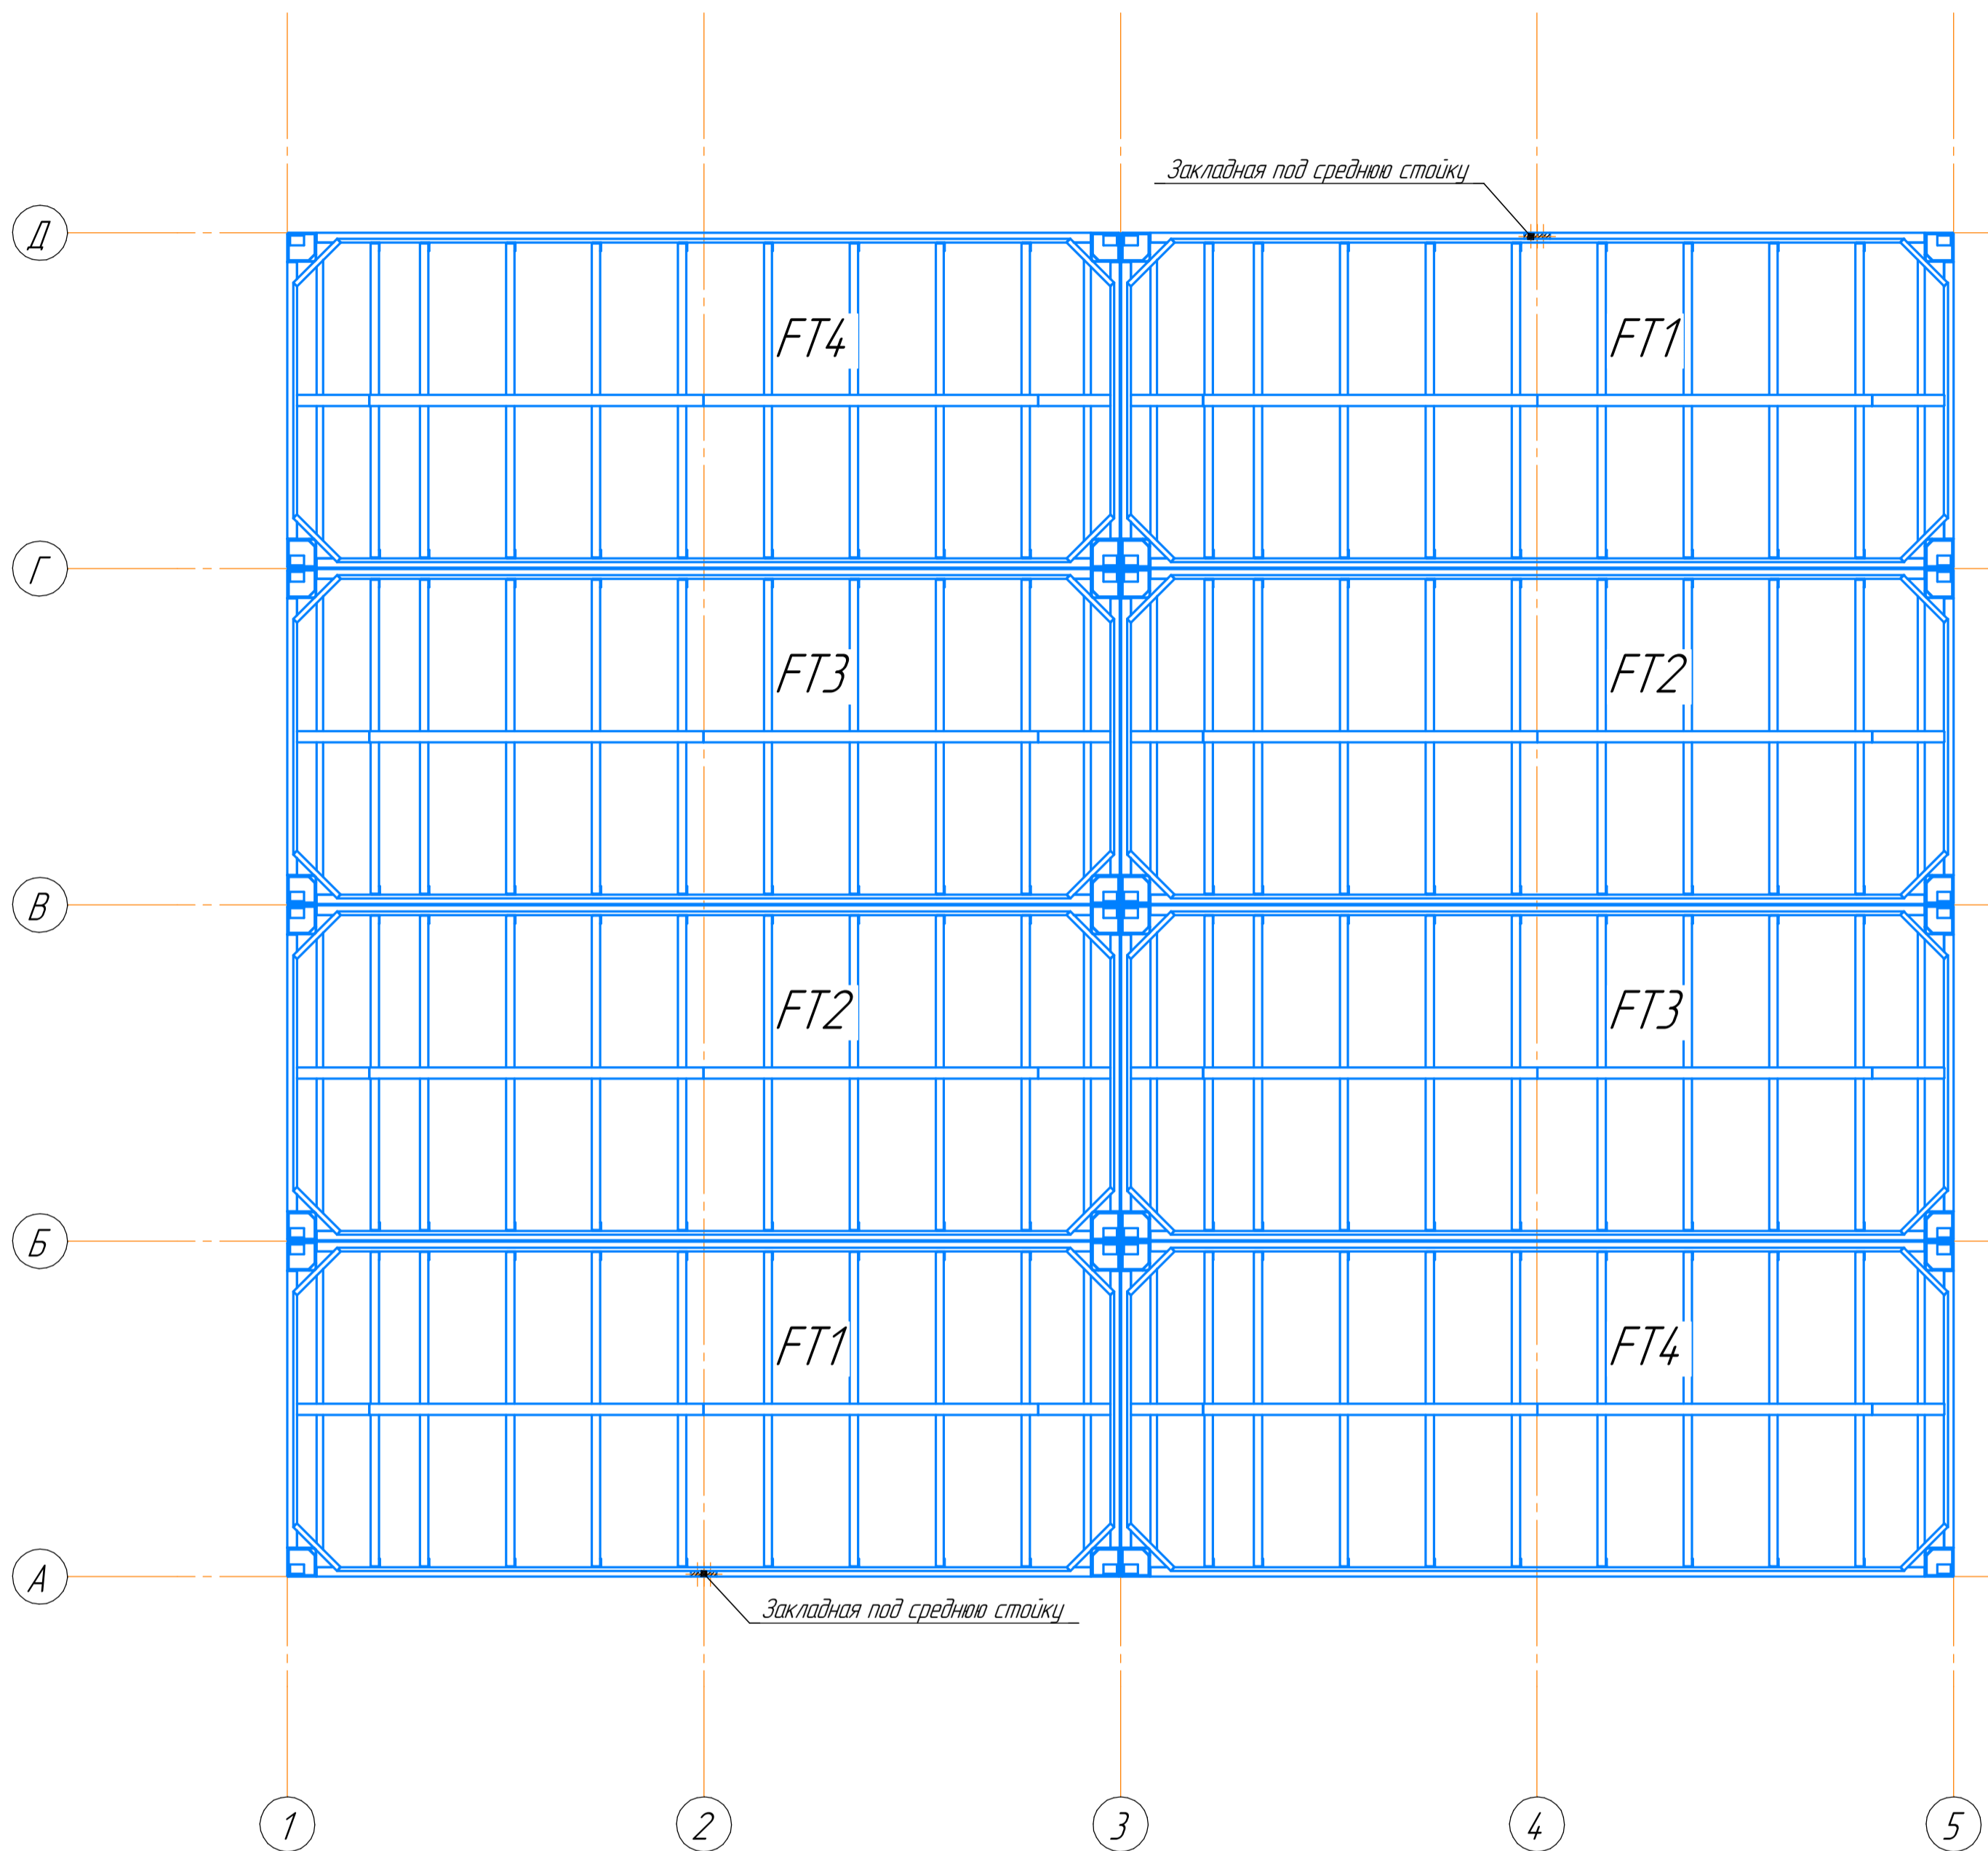 Закладная под среднюю стойку
Д
FT4 FT1
Г
FT3 FT2
В
FT2 FT3
Б
FT1 FT4
А
Закладная под среднюю стойку
1 2 3 4 5